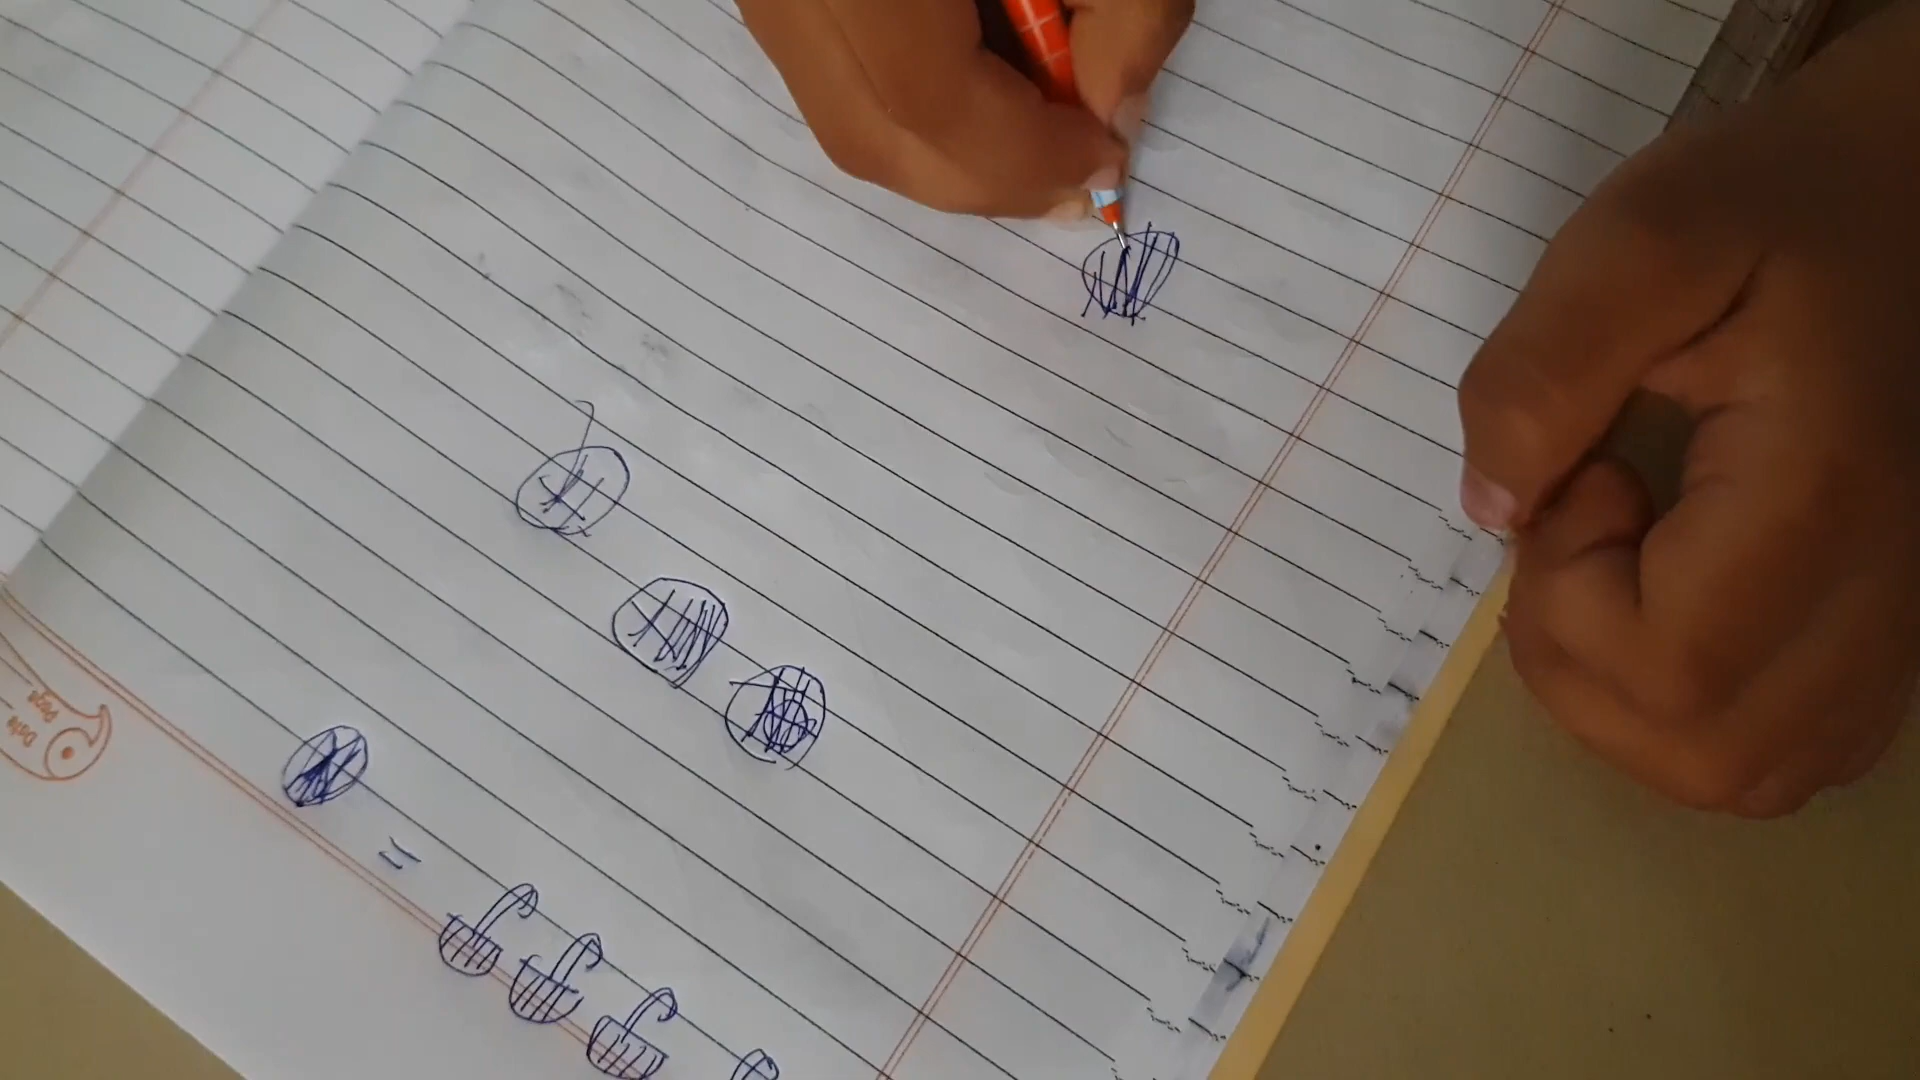 Page
Date
=